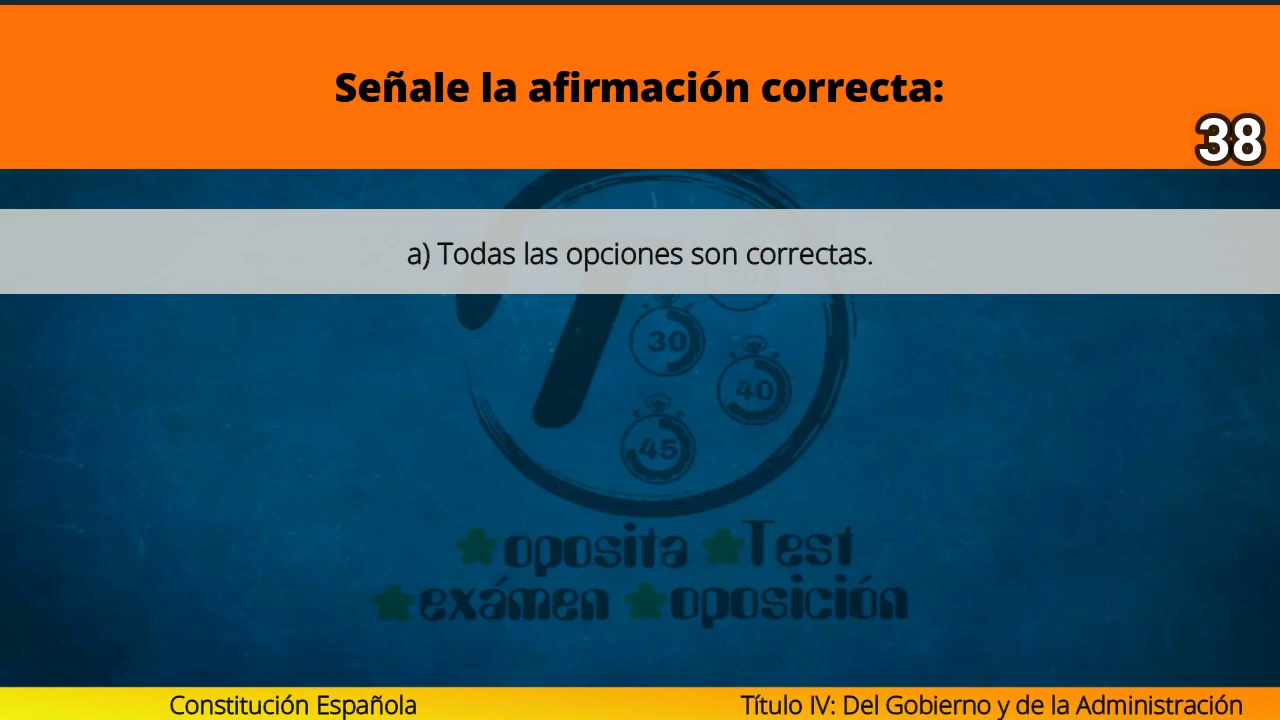 Señale la afirmación correcta:
38
a) Todas las opciones son correctas.
30
40
45
oposita Test
exámen oposición
Constitución Española
Título IV: Del Gobierno y de la Administración